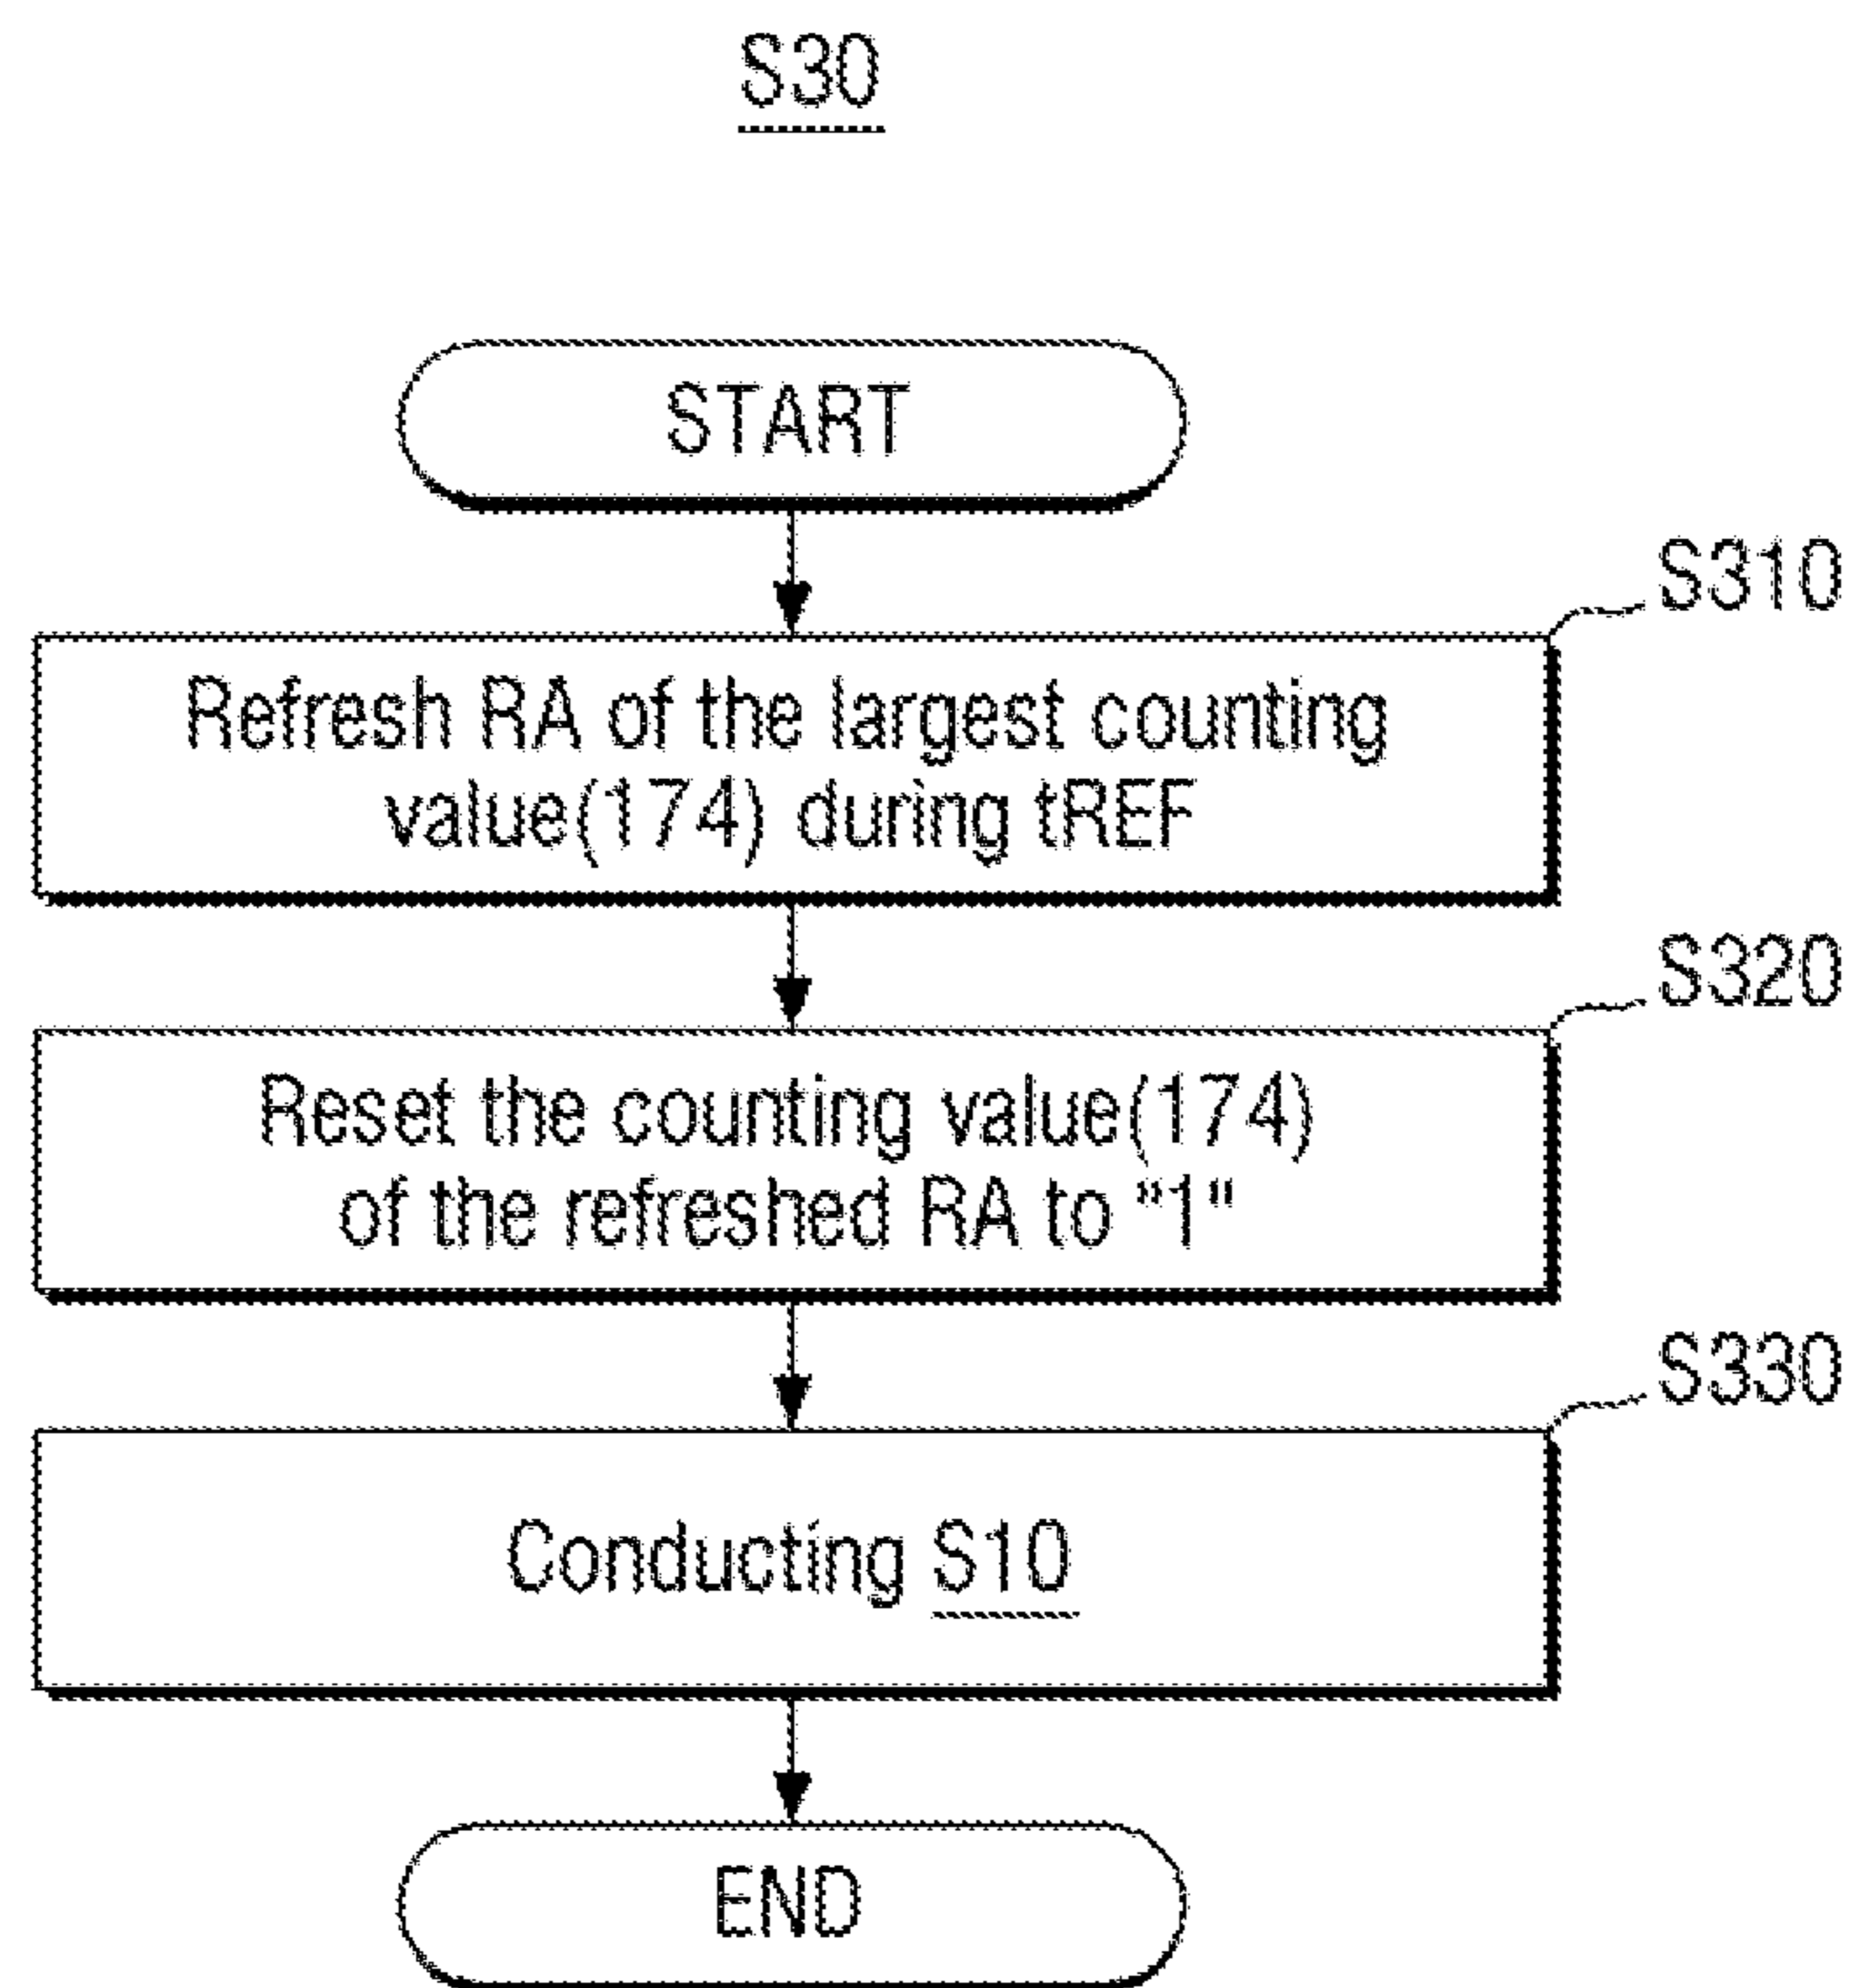 S30
START
S310
Refresh RA of the largest counting
value(174) during tREF
S320
Reset the counting value(174)
of the refreshed RA to "1"
S330
Conducting S10
END